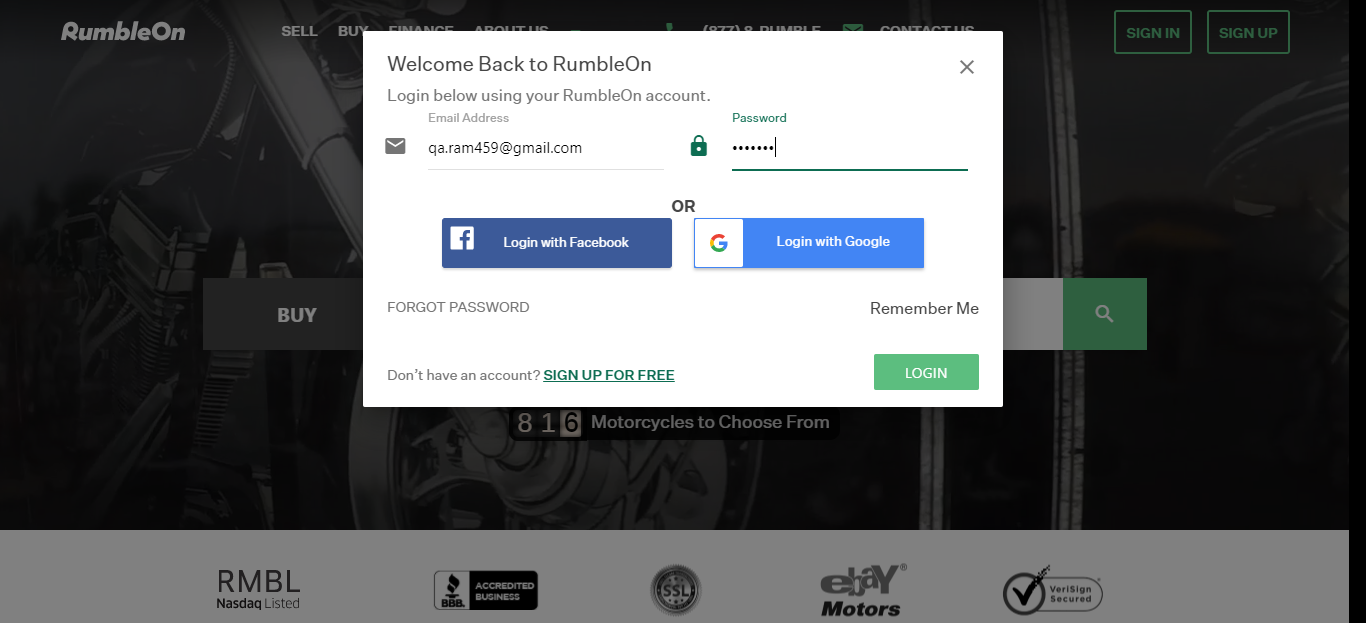 RumbleOn
SELL BUY FINANCE ABOUT US (877) 8-RUMBLE CONTACT US SIGN IN SIGN UP
Welcome Back to RumbleOn
Login below using your RumbleOn account.
Email Address Password
qa.ram459@gmail.com •••••••
OR
Login with Facebook Login with Google
BUY
FORGOT PASSWORD Remember Me
Don't have an account? SIGN UP FOR FREE LOGIN
816 Motorcycles to Choose From
RMBL
Nasdaq Listed
BBB.
ACCREDITED
BUSINESS
SSL
ebay®
Motors
VeriSign
Secured